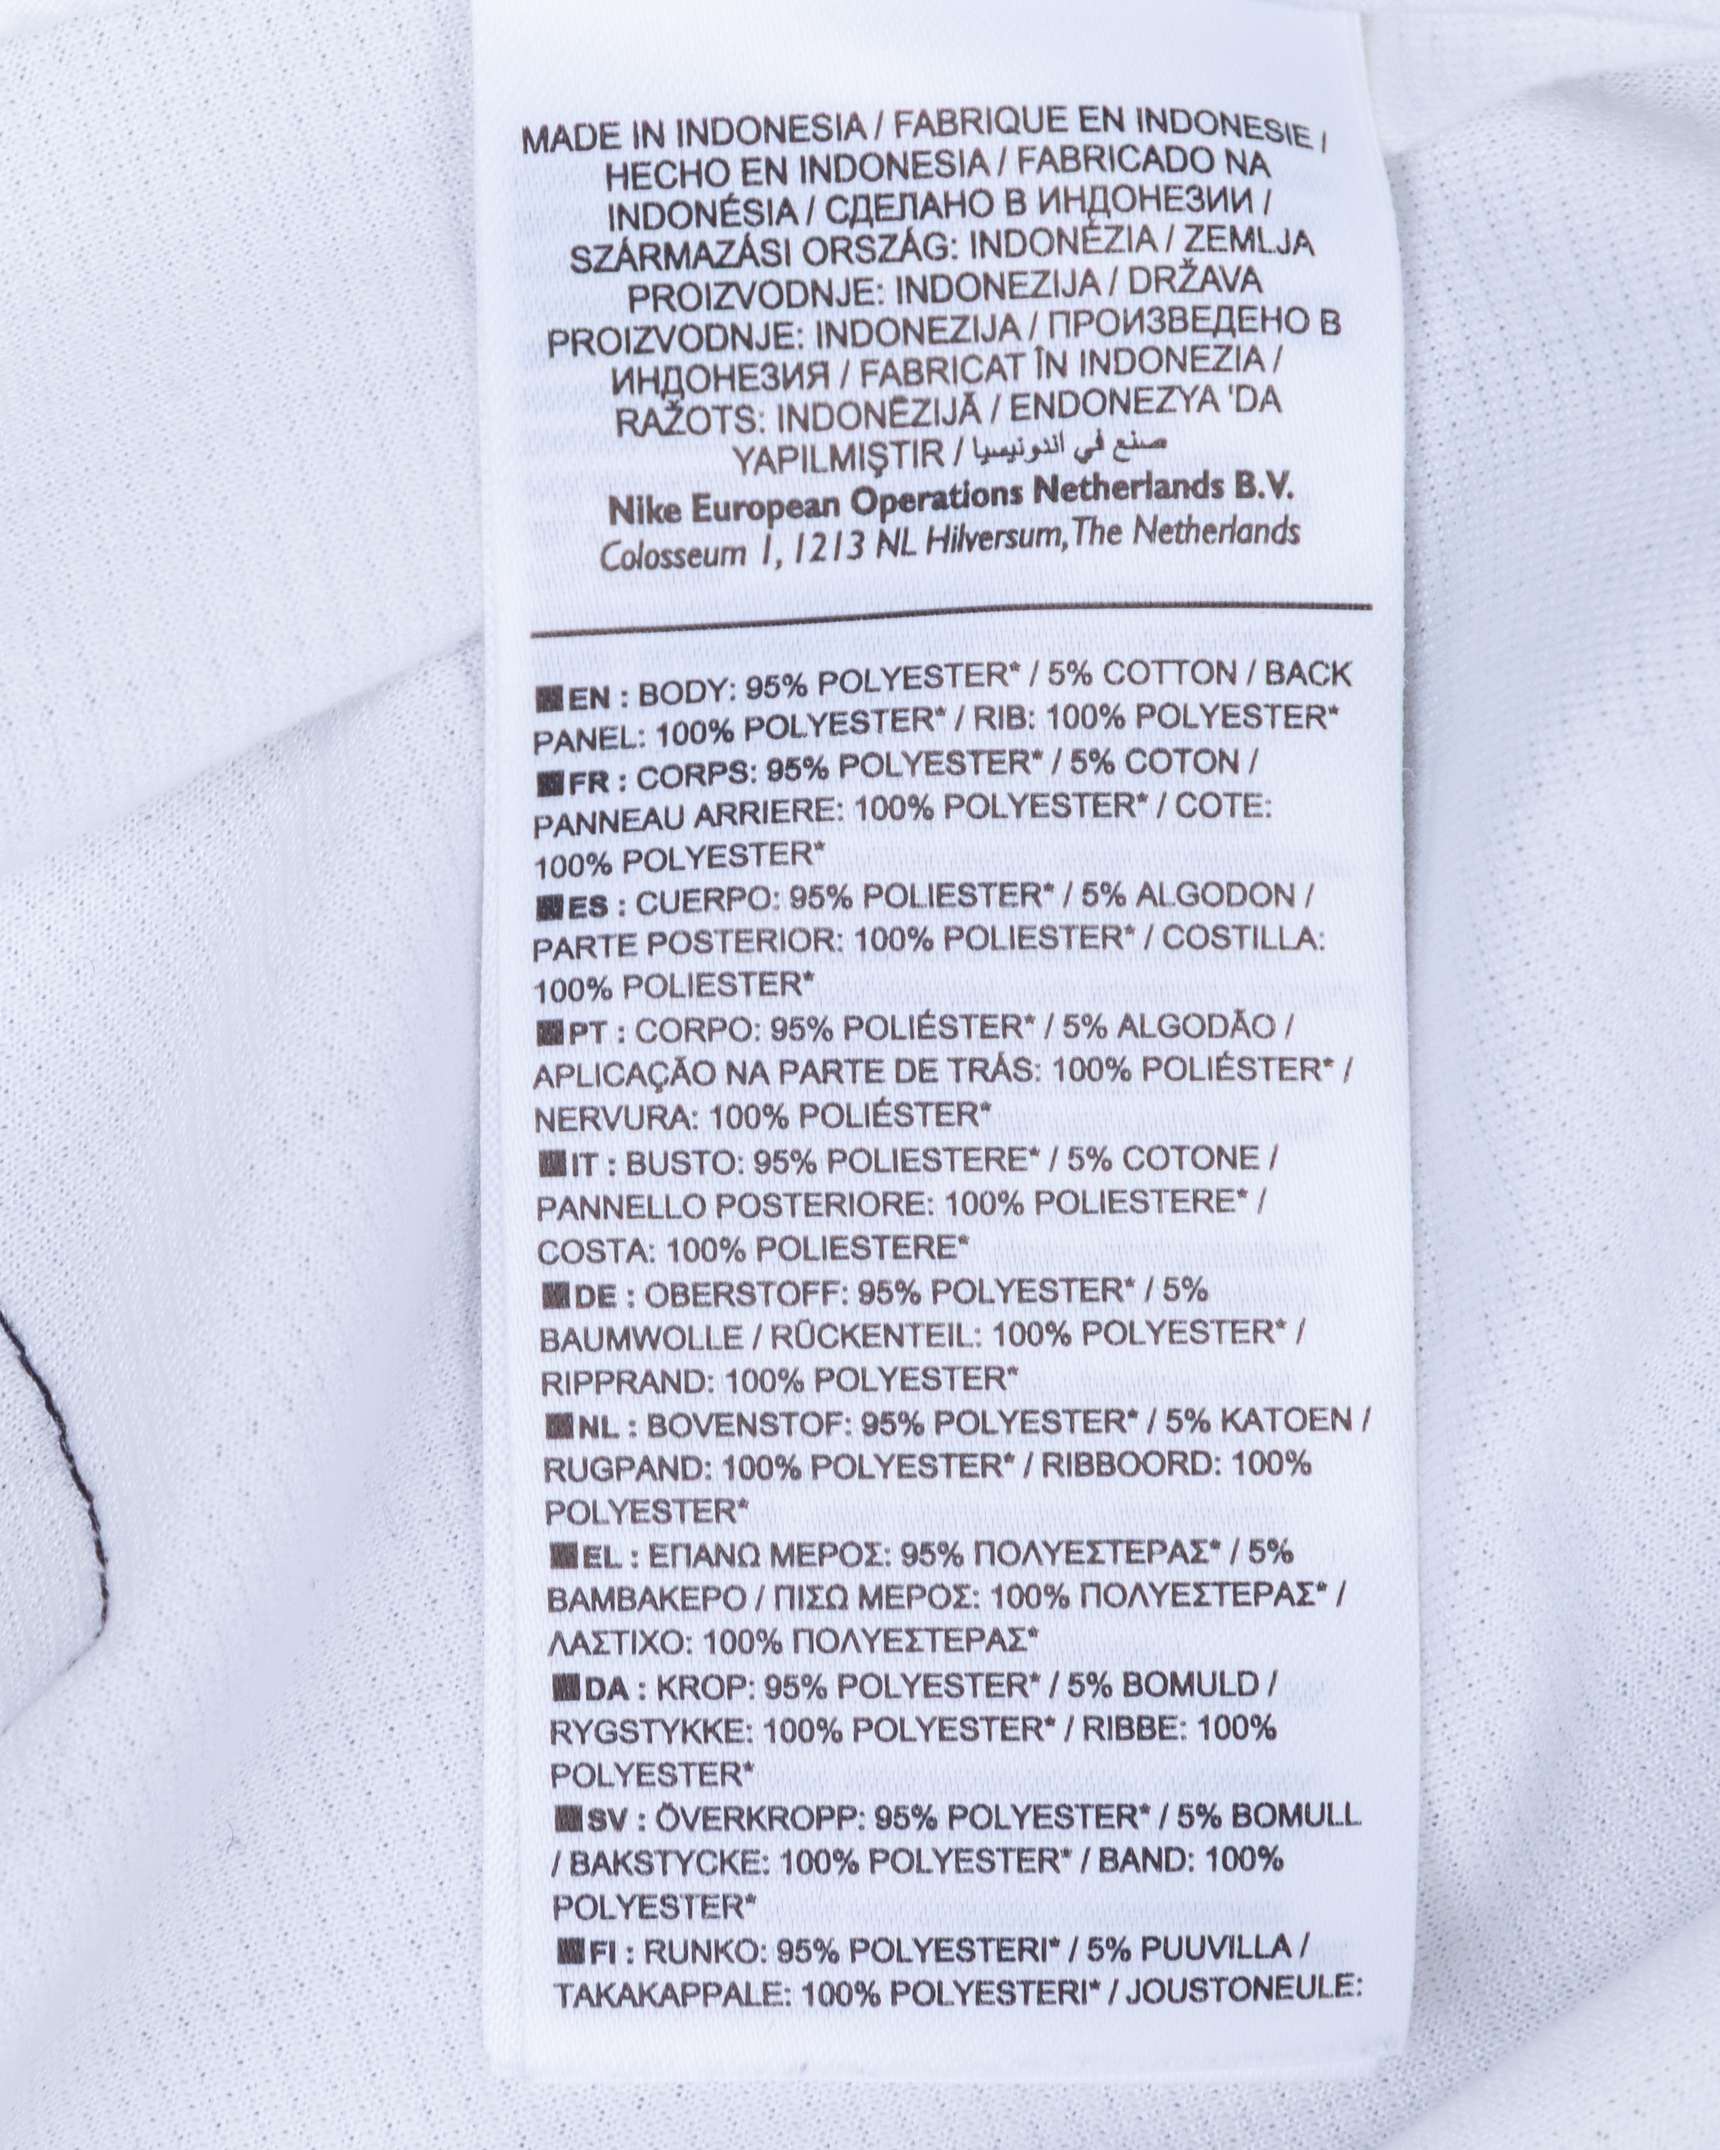 MADE IN INDONESIA / FABRIQUE EN INDONESIE /
HECHO EN INDONESIA / FABRICADO NA
INDONÉSIA / СДЕЛАНО В ИНДОНЕЗИИ /
SZÁRMAZÁSI ORSZÁG: INDONÉZIA / ZEMLJA
PROIZVODNJE: INDONEZIJA / DRŽAVA
PROIZVODNJE: INDONEZIJA / ПРОИЗВЕДЕНО В
ИНДОНЕЗИЯ / FABRICAT ÎN INDONEZIA /
RAŽOTS: INDONĒZIJĀ / ENDONEZYA 'DA
YAPILMIŞTIR / صنع في اندونيسيا
Nike European Operations Netherlands B.V.
Colosseum 1, 1213 NL Hilversum, The Netherlands
EN : BODY: 95% POLYESTER* / 5% COTTON / BACK
PANEL: 100% POLYESTER* / RIB: 100% POLYESTER*
FR : CORPS: 95% POLYESTER* / 5% COTON /
PANNEAU ARRIERE: 100% POLYESTER* / COTE:
100% POLYESTER*
ES : CUERPO: 95% POLIESTER* / 5% ALGODON /
PARTE POSTERIOR: 100% POLIESTER* / COSTILLA:
100% POLIESTER*
PT : CORPO: 95% POLIÉSTER* / 5% ALGODÃO /
APLICAÇÃO NA PARTE DE TRÁS: 100% POLIÉSTER* /
NERVURA: 100% POLIÉSTER*
IT : BUSTO: 95% POLIESTERE* / 5% COTONE /
PANNELLO POSTERIORE: 100% POLIESTERE* /
COSTA: 100% POLIESTERE*
DE : OBERSTOFF: 95% POLYESTER* / 5%
BAUMWOLLE / RÜCKENTEIL: 100% POLYESTER* /
RIPPRAND: 100% POLYESTER*
NL : BOVENSTOF: 95% POLYESTER* / 5% KATOEN /
RUGPAND: 100% POLYESTER* / RIBBOORD: 100%
POLYESTER*
EL : ΕΠΑΝΩ ΜΕΡΟΣ: 95% ΠΟΛΥΕΣΤΕΡΑΣ* / 5%
ΒΑΜΒΑΚΕΡΟ / ΠΙΣΩ ΜΕΡΟΣ: 100% ΠΟΛΥΕΣΤΕΡΑΣ* /
ΛΑΣΤΙΧΟ: 100% ΠΟΛΥΕΣΤΕΡΑΣ*
DA : KROP: 95% POLYESTER* / 5% BOMULD /
RYGSTYKKE: 100% POLYESTER* / RIBBE: 100%
POLYESTER*
SV : ÖVERKROPP: 95% POLYESTER* / 5% BOMULL
/ BAKSTYCKE: 100% POLYESTER* / BAND: 100%
POLYESTER*
FI : RUNKO: 95% POLYESTERI* / 5% PUUVILLA /
TAKAKAPPALE: 100% POLYESTERI* / JOUSTONEULE: